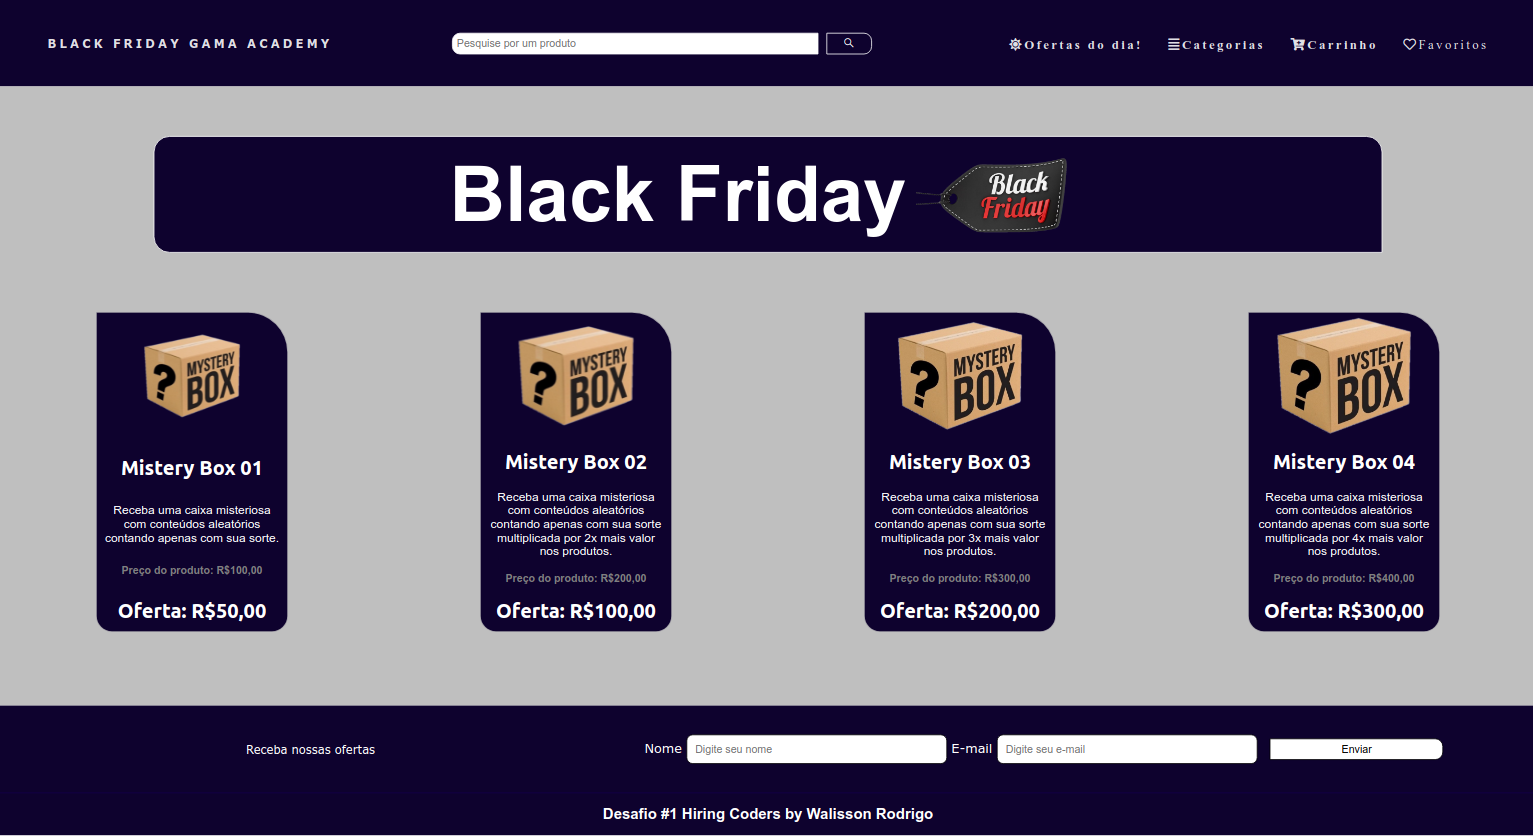 BLACK FRIDAY GAMA ACADEMY
Pesquise por um produto
Ofertas do dia!
Categorias
Carrinho
Favoritos
Black Friday
Black
Friday
?
MYSTERY
BOX
Mistery Box 01
Receba uma caixa misteriosa
com conteúdos aleatórios
contando apenas com sua sorte.
Preço do produto: R$100,00
Oferta: R$50,00
?
MYSTERY
BOX
Mistery Box 02
Receba uma caixa misteriosa
com conteúdos aleatórios
contando apenas com sua sorte
multiplicada por 2x mais valor
nos produtos.
Preço do produto: R$200,00
Oferta: R$100,00
?
MYSTERY
BOX
Mistery Box 03
Receba uma caixa misteriosa
com conteúdos aleatórios
contando apenas com sua sorte
multiplicada por 3x mais valor
nos produtos.
Preço do produto: R$300,00
Oferta: R$200,00
?
MYSTERY
BOX
Mistery Box 04
Receba uma caixa misteriosa
com conteúdos aleatórios
contando apenas com sua sorte
multiplicada por 4x mais valor
nos produtos.
Preço do produto: R$400,00
Oferta: R$300,00
Receba nossas ofertas
Nome
Digite seu nome
E-mail
Digite seu e-mail
Enviar
Desafio #1 Hiring Coders by Walisson Rodrigo